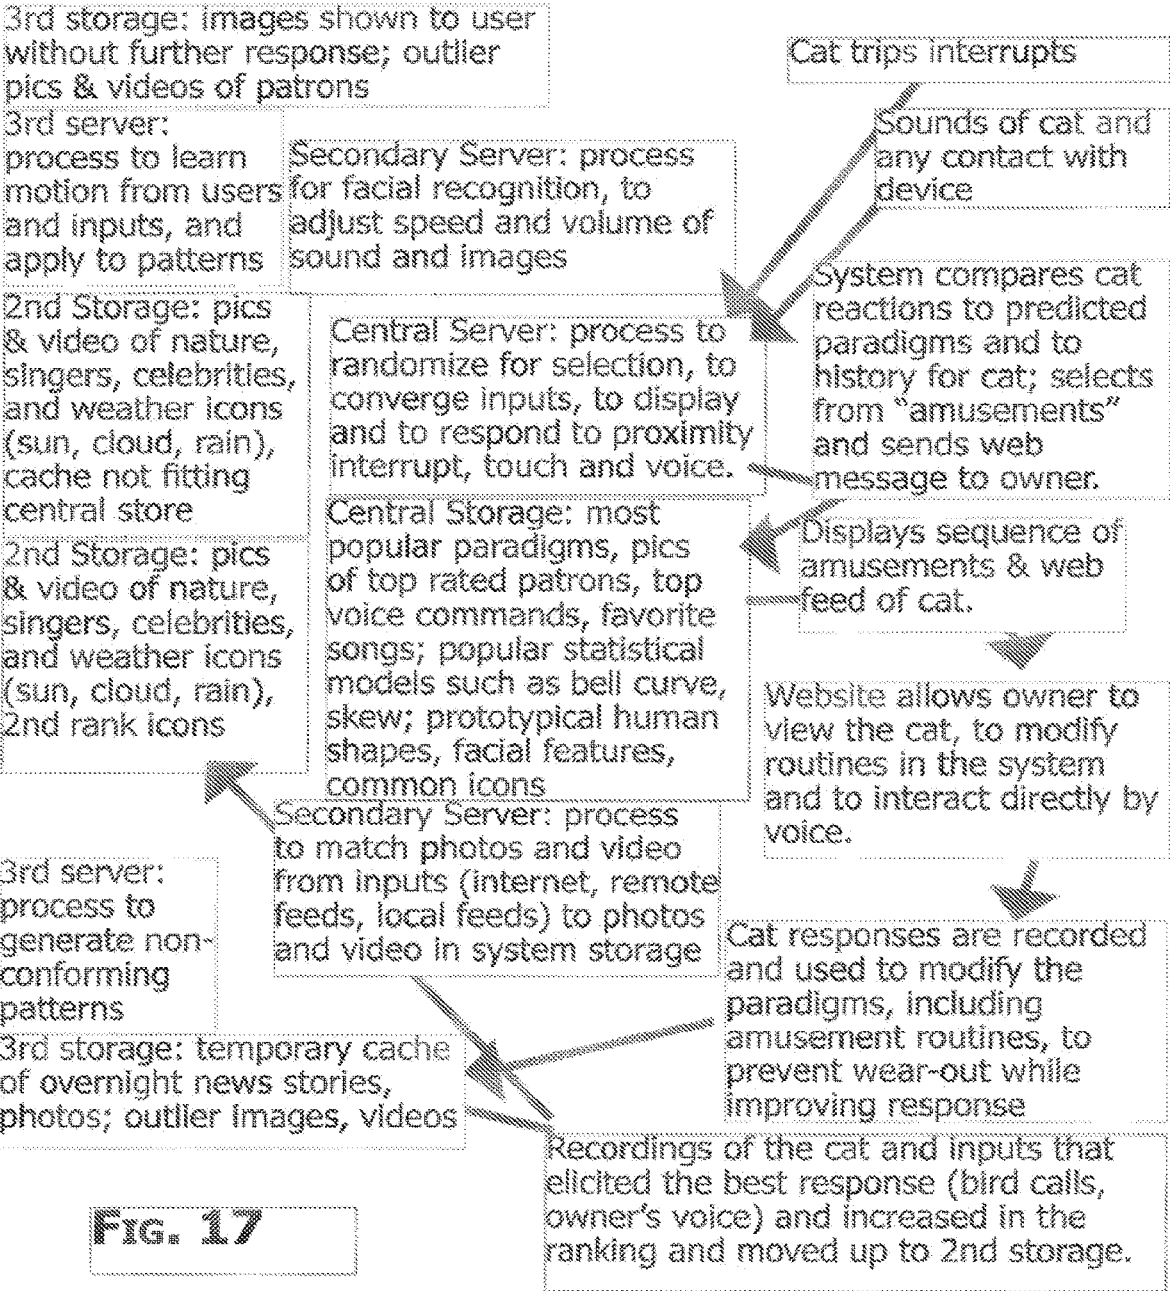 3rd storage: images shown to user
without further response; outlier
pics & videos of patrons
Cat trips interrupts
3rd server:
process to learn
motion from users
and inputs, and
apply to patterns
Secondary Server: process
for facial recognition, to
adjust speed and volume of
sound and images
Sounds of cat and
any contact with
device
2nd Storage: pics
& video of nature,
singers, celebrities,
and weather icons
(sun, cloud, rain),
cache not fitting
central store
Central Server: process to
randomize for selection, to
converge inputs, to display
and to respond to proximity
interrupt, touch and voice.
System compares cat
reactions to predicted
paradigms and to
history for cat; selects
from “amusements”
and sends web
message to owner.
2nd Storage: pics
& video of nature,
singers, celebrities,
and weather icons
(sun, cloud, rain),
2nd rank icons
Central Storage: most
popular paradigms, pics
of top rated patrons, top
voice commands, favorite
songs; popular statistical
models such as bell curve,
skew; prototypical human
shapes, facial features,
common icons
Displays sequence of
amusements & web
feed of cat.
Website allows owner to
view the cat, to modify
routines in the system
and to interact directly by
voice.
Secondary Server: process
to match photos and video
from inputs (internet, remote
feeds, local feeds) to photos
and video in system storage
3rd server:
process to
generate non-
conforming
patterns
Cat responses are recorded
and used to modify the
paradigms, including
amusement routines, to
prevent wear-out while
improving response
3rd storage: temporary cache
of overnight news stories,
photos; outlier images, videos
Recordings of the cat and inputs that
elicited the best response (bird calls,
owner's voice) and increased in the
ranking and moved up to 2nd storage.
FIG. 17